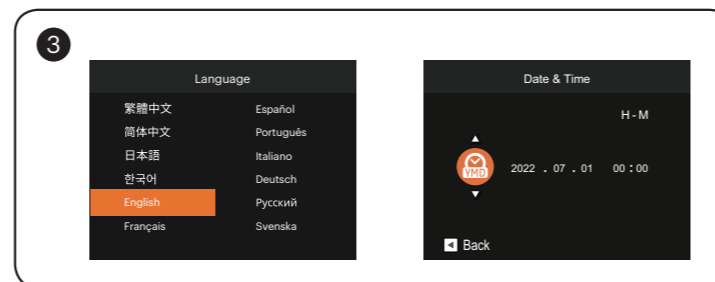 3
Language
繁體中文
简体中文
日本語
한국어
English
Français
Español
Português
Italiano
Deutsch
Русский
Svenska
Date & Time
H - M
YMD
2022 . 07 . 01 00 : 00
Back